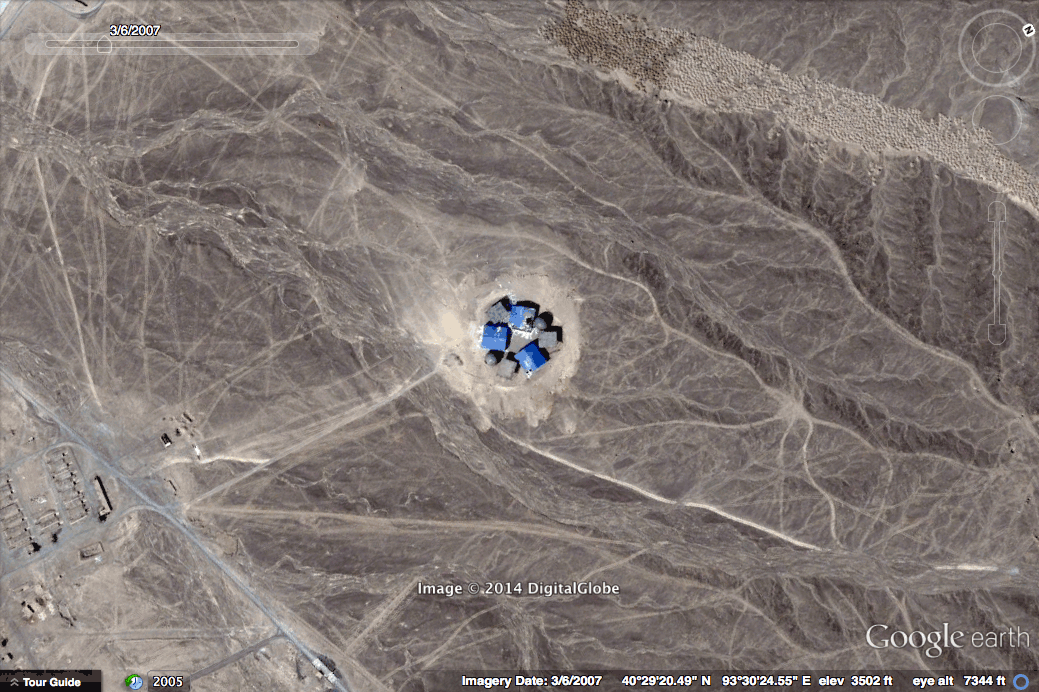 3/6/2007
N
Image © 2014 DigitalGlobe
Google earth
Tour Guide
2005
Imagery Date: 3/6/2007 40°29'20.49" N 93°30'24.55" E elev 3502 ft eye alt 7344 ft